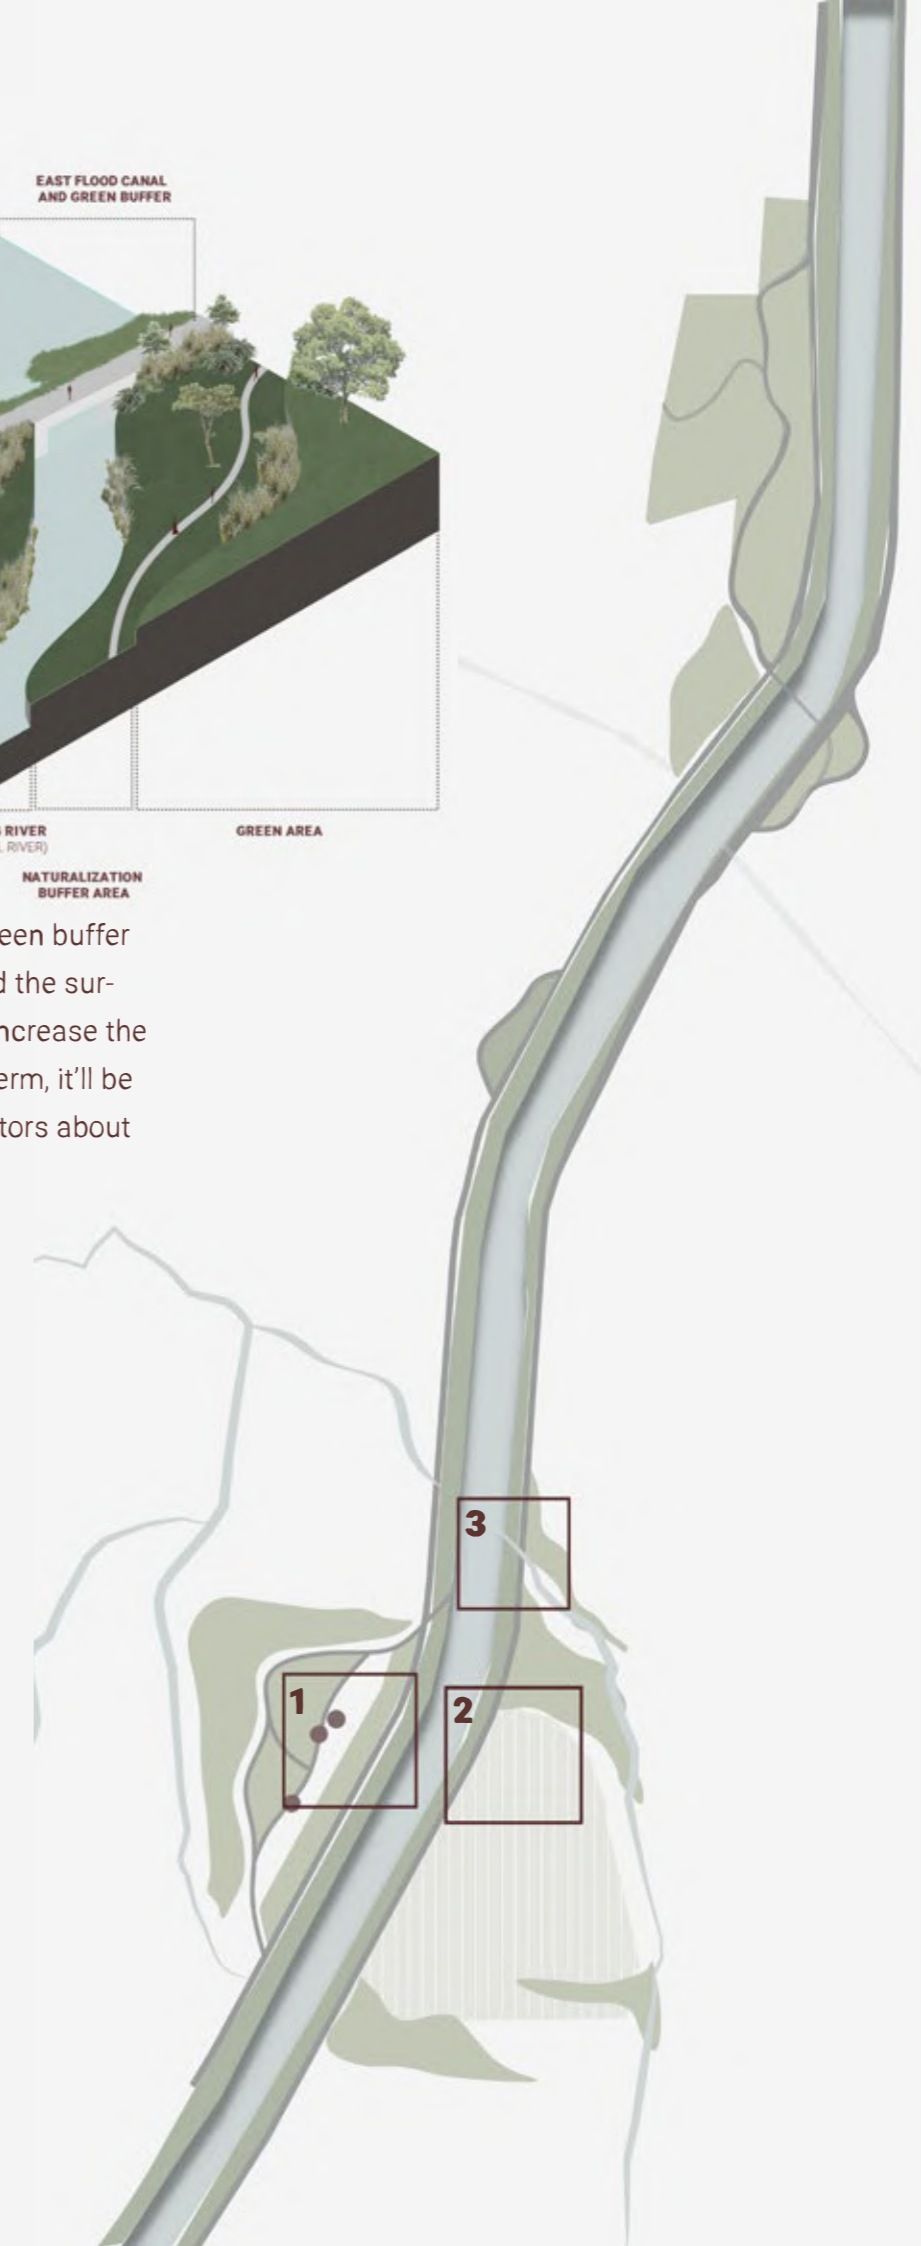 EAST FLOOD CANAL
AND GREEN BUFFER
RIVER
RIVER)
GREEN AREA
NATURALIZATION
BUFFER AREA
een buffer
d the sur-
ncrease the
erm, it'll be
tors about
3
1
2